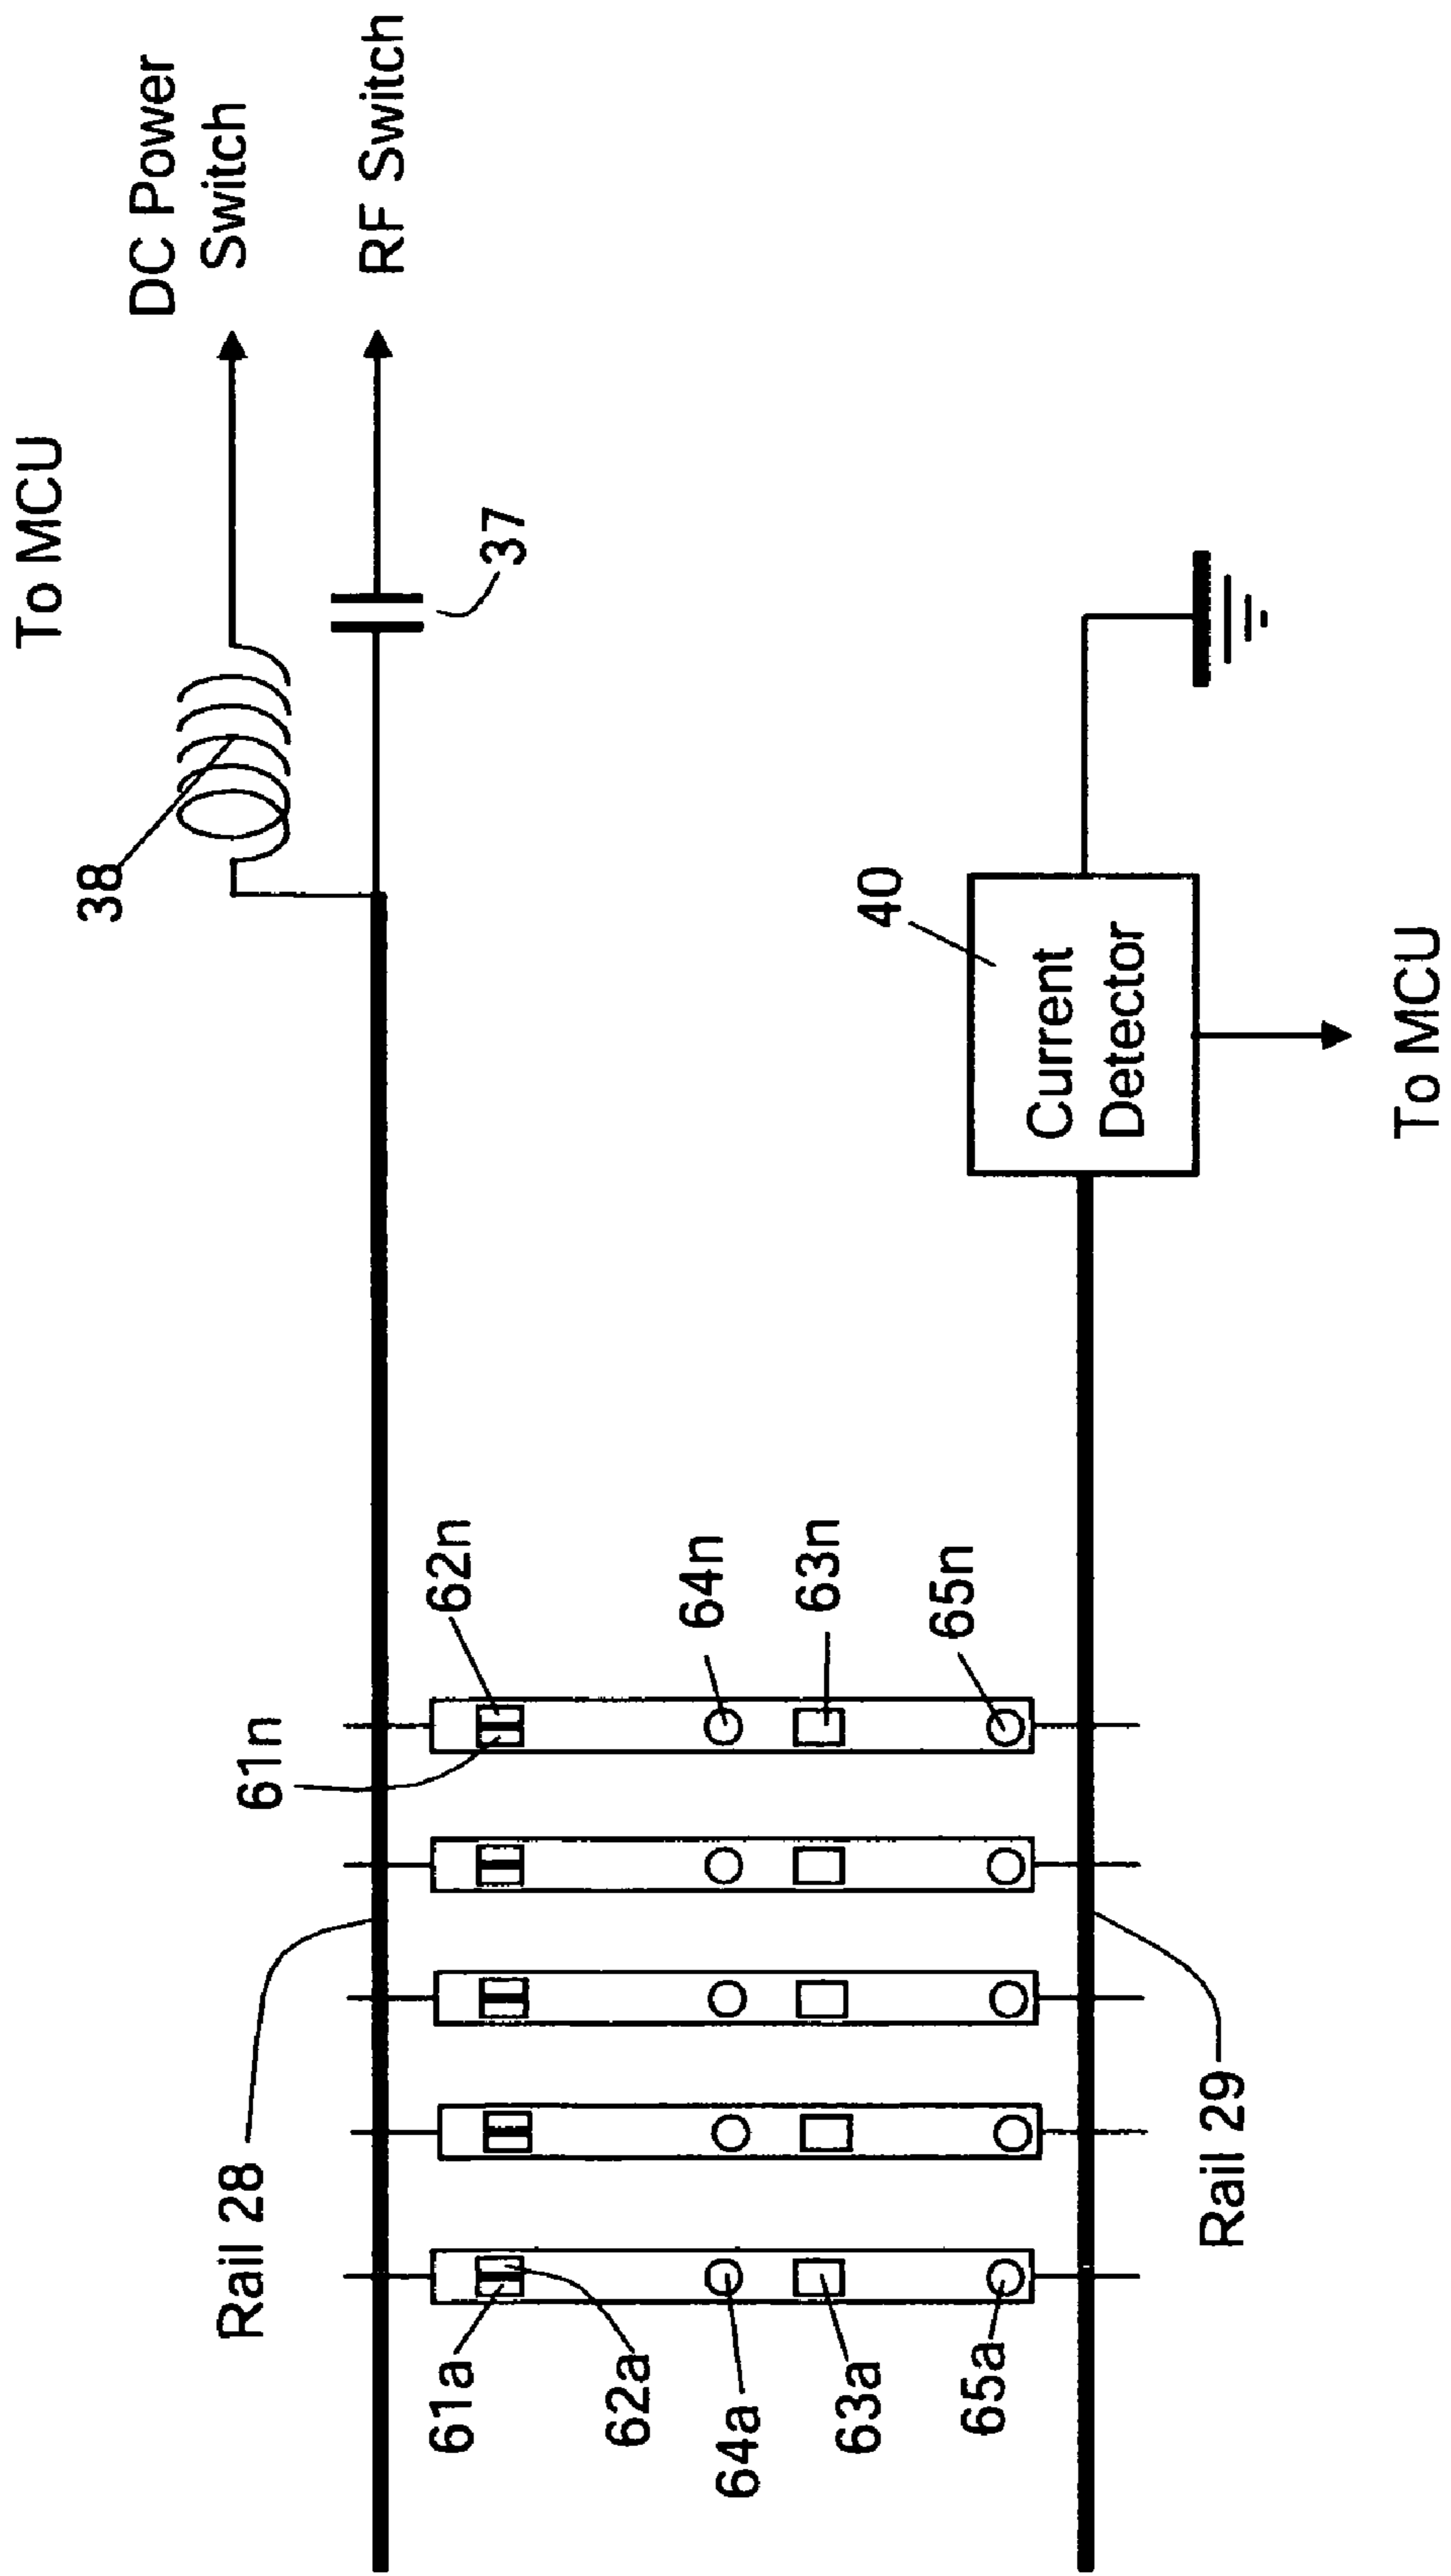 To MCU
DC Power
Switch
RF Switch
38
37
Rail 28
61n
62n
64n
63n
65n
61a
62a
64a
63a
65a
Rail 29
40
Current
Detector
To MCU